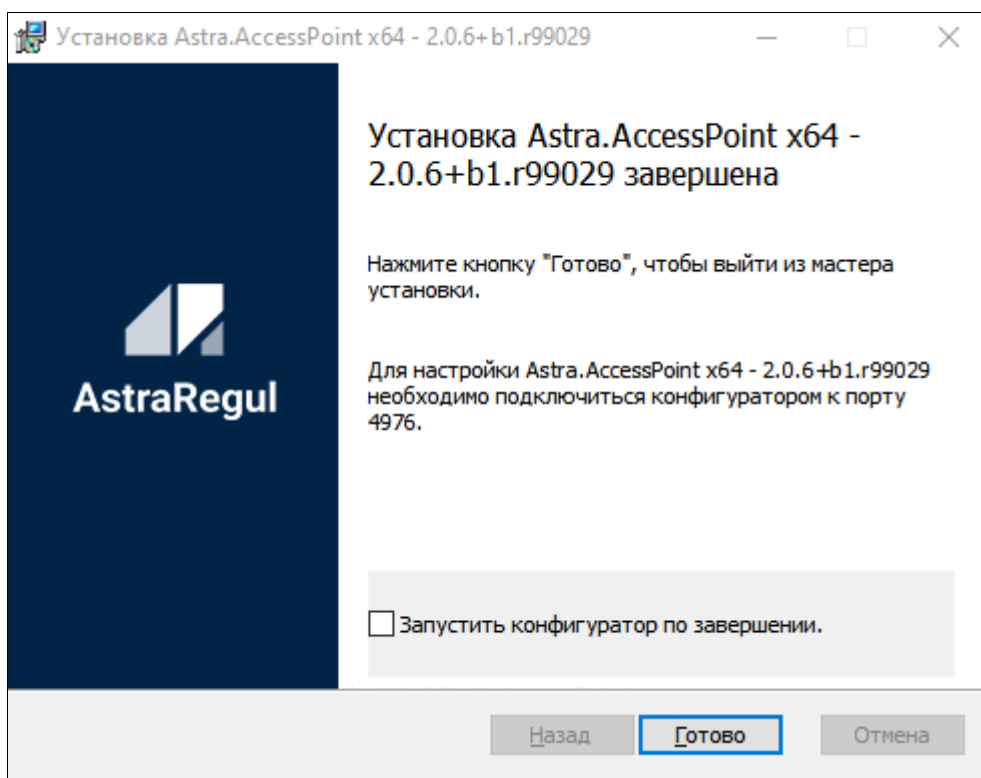 Установка Astra.AccessPoint x64 - 2.0.6+b1.r99029
Установка Astra.AccessPoint x64 -
2.0.6+b1.r99029 завершена
Нажмите кнопку "Готово", чтобы выйти из мастера
установки.
AstraRegul
Для настройки Astra.AccessPoint x64 - 2.0.6+b1.r99029
необходимо подключиться конфигуратором к порту
4976.
Запустить конфигуратор по завершении.
Назад
Готово
Отмена